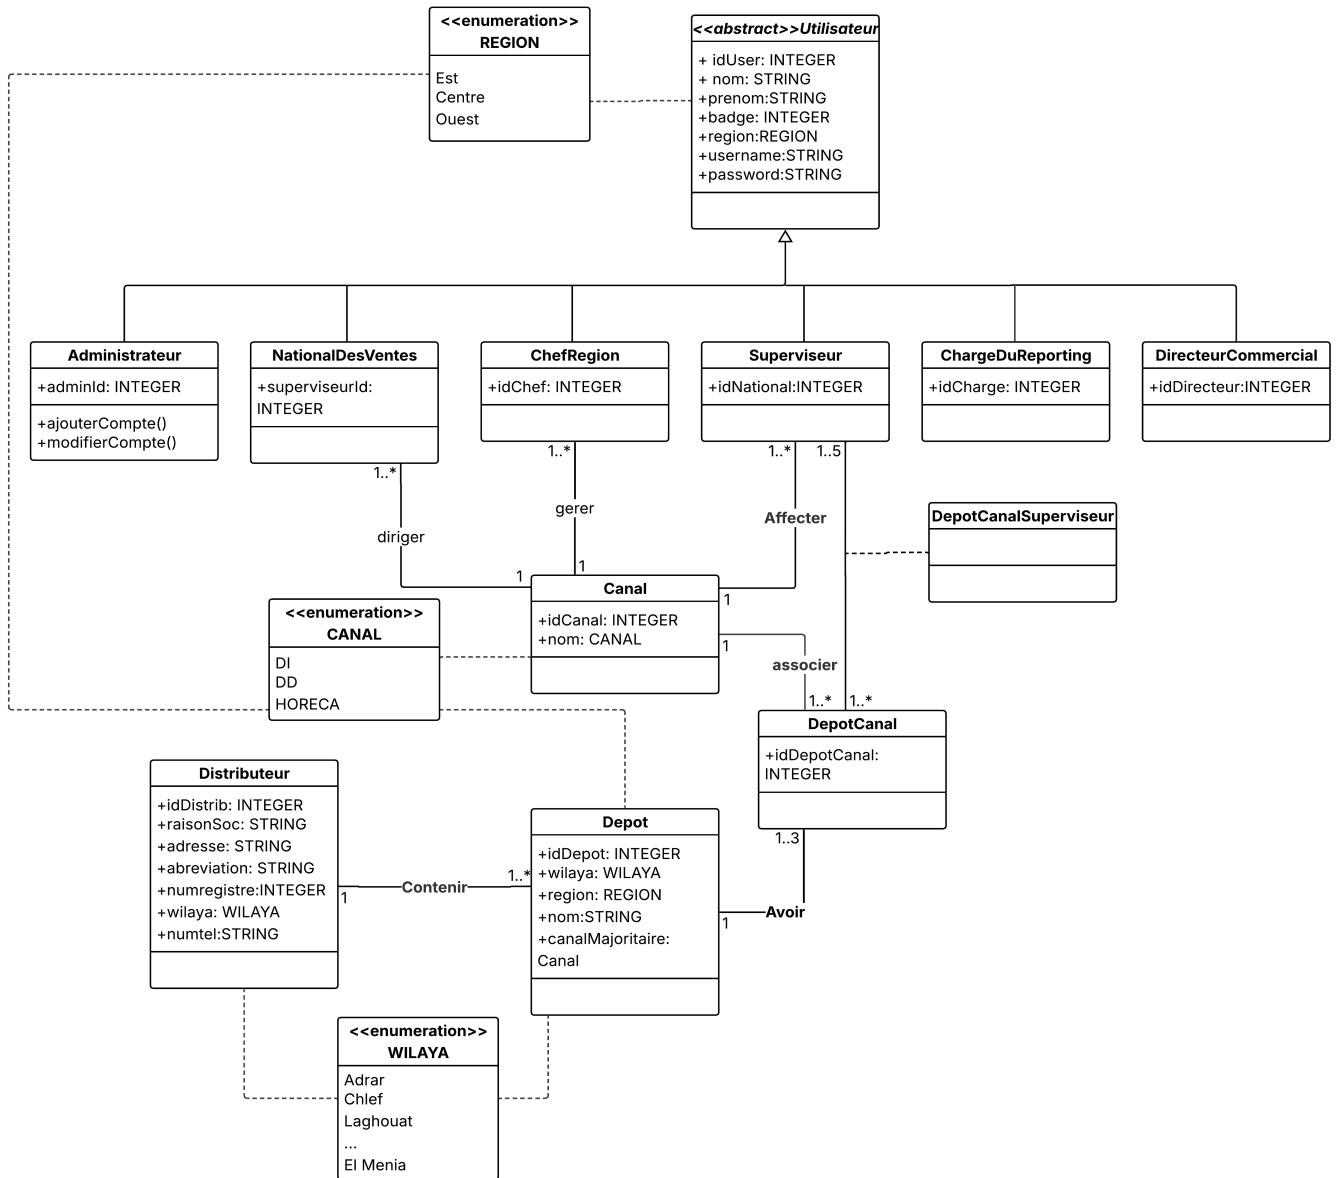 <<enumeration>>
REGION
Est
Centre
Ouest
<<abstract>>Utilisateur
+ idUser: INTEGER
+ nom: STRING
+prenom:STRING
+badge: INTEGER
+region:REGION
+username:STRING
+password:STRING
Administrateur
+adminId: INTEGER
+ajouterCompte()
+modifierCompte()
NationalDesVentes
+superviseurId:
INTEGER
ChefRegion
+idChef: INTEGER
Superviseur
+idNational:INTEGER
ChargeDuReporting
+idCharge: INTEGER
DirecteurCommercial
+idDirecteur:INTEGER
1..*
1..*
1..*
1..5
diriger
gerer
Affecter
DepotCanalSuperviseur
1
1
1
Canal
+idCanal: INTEGER
+nom: CANAL
<<enumeration>>
CANAL
DI
DD
HORECA
1
associer
1..*
1..*
DepotCanal
+idDepotCanal:
INTEGER
1..3
Distributeur
+idDistrib: INTEGER
+raisonSoc: STRING
+adresse: STRING
+abreviation: STRING
+numregistre:INTEGER
+wilaya: WILAYA
+numtel:STRING
1
Contenir
1..*
Depot
+idDepot: INTEGER
+wilaya: WILAYA
+region: REGION
+nom:STRING
+canalMajoritaire:
Canal
1
Avoir
<<enumeration>>
WILAYA
Adrar
Chlef
Laghouat
...
El Menia